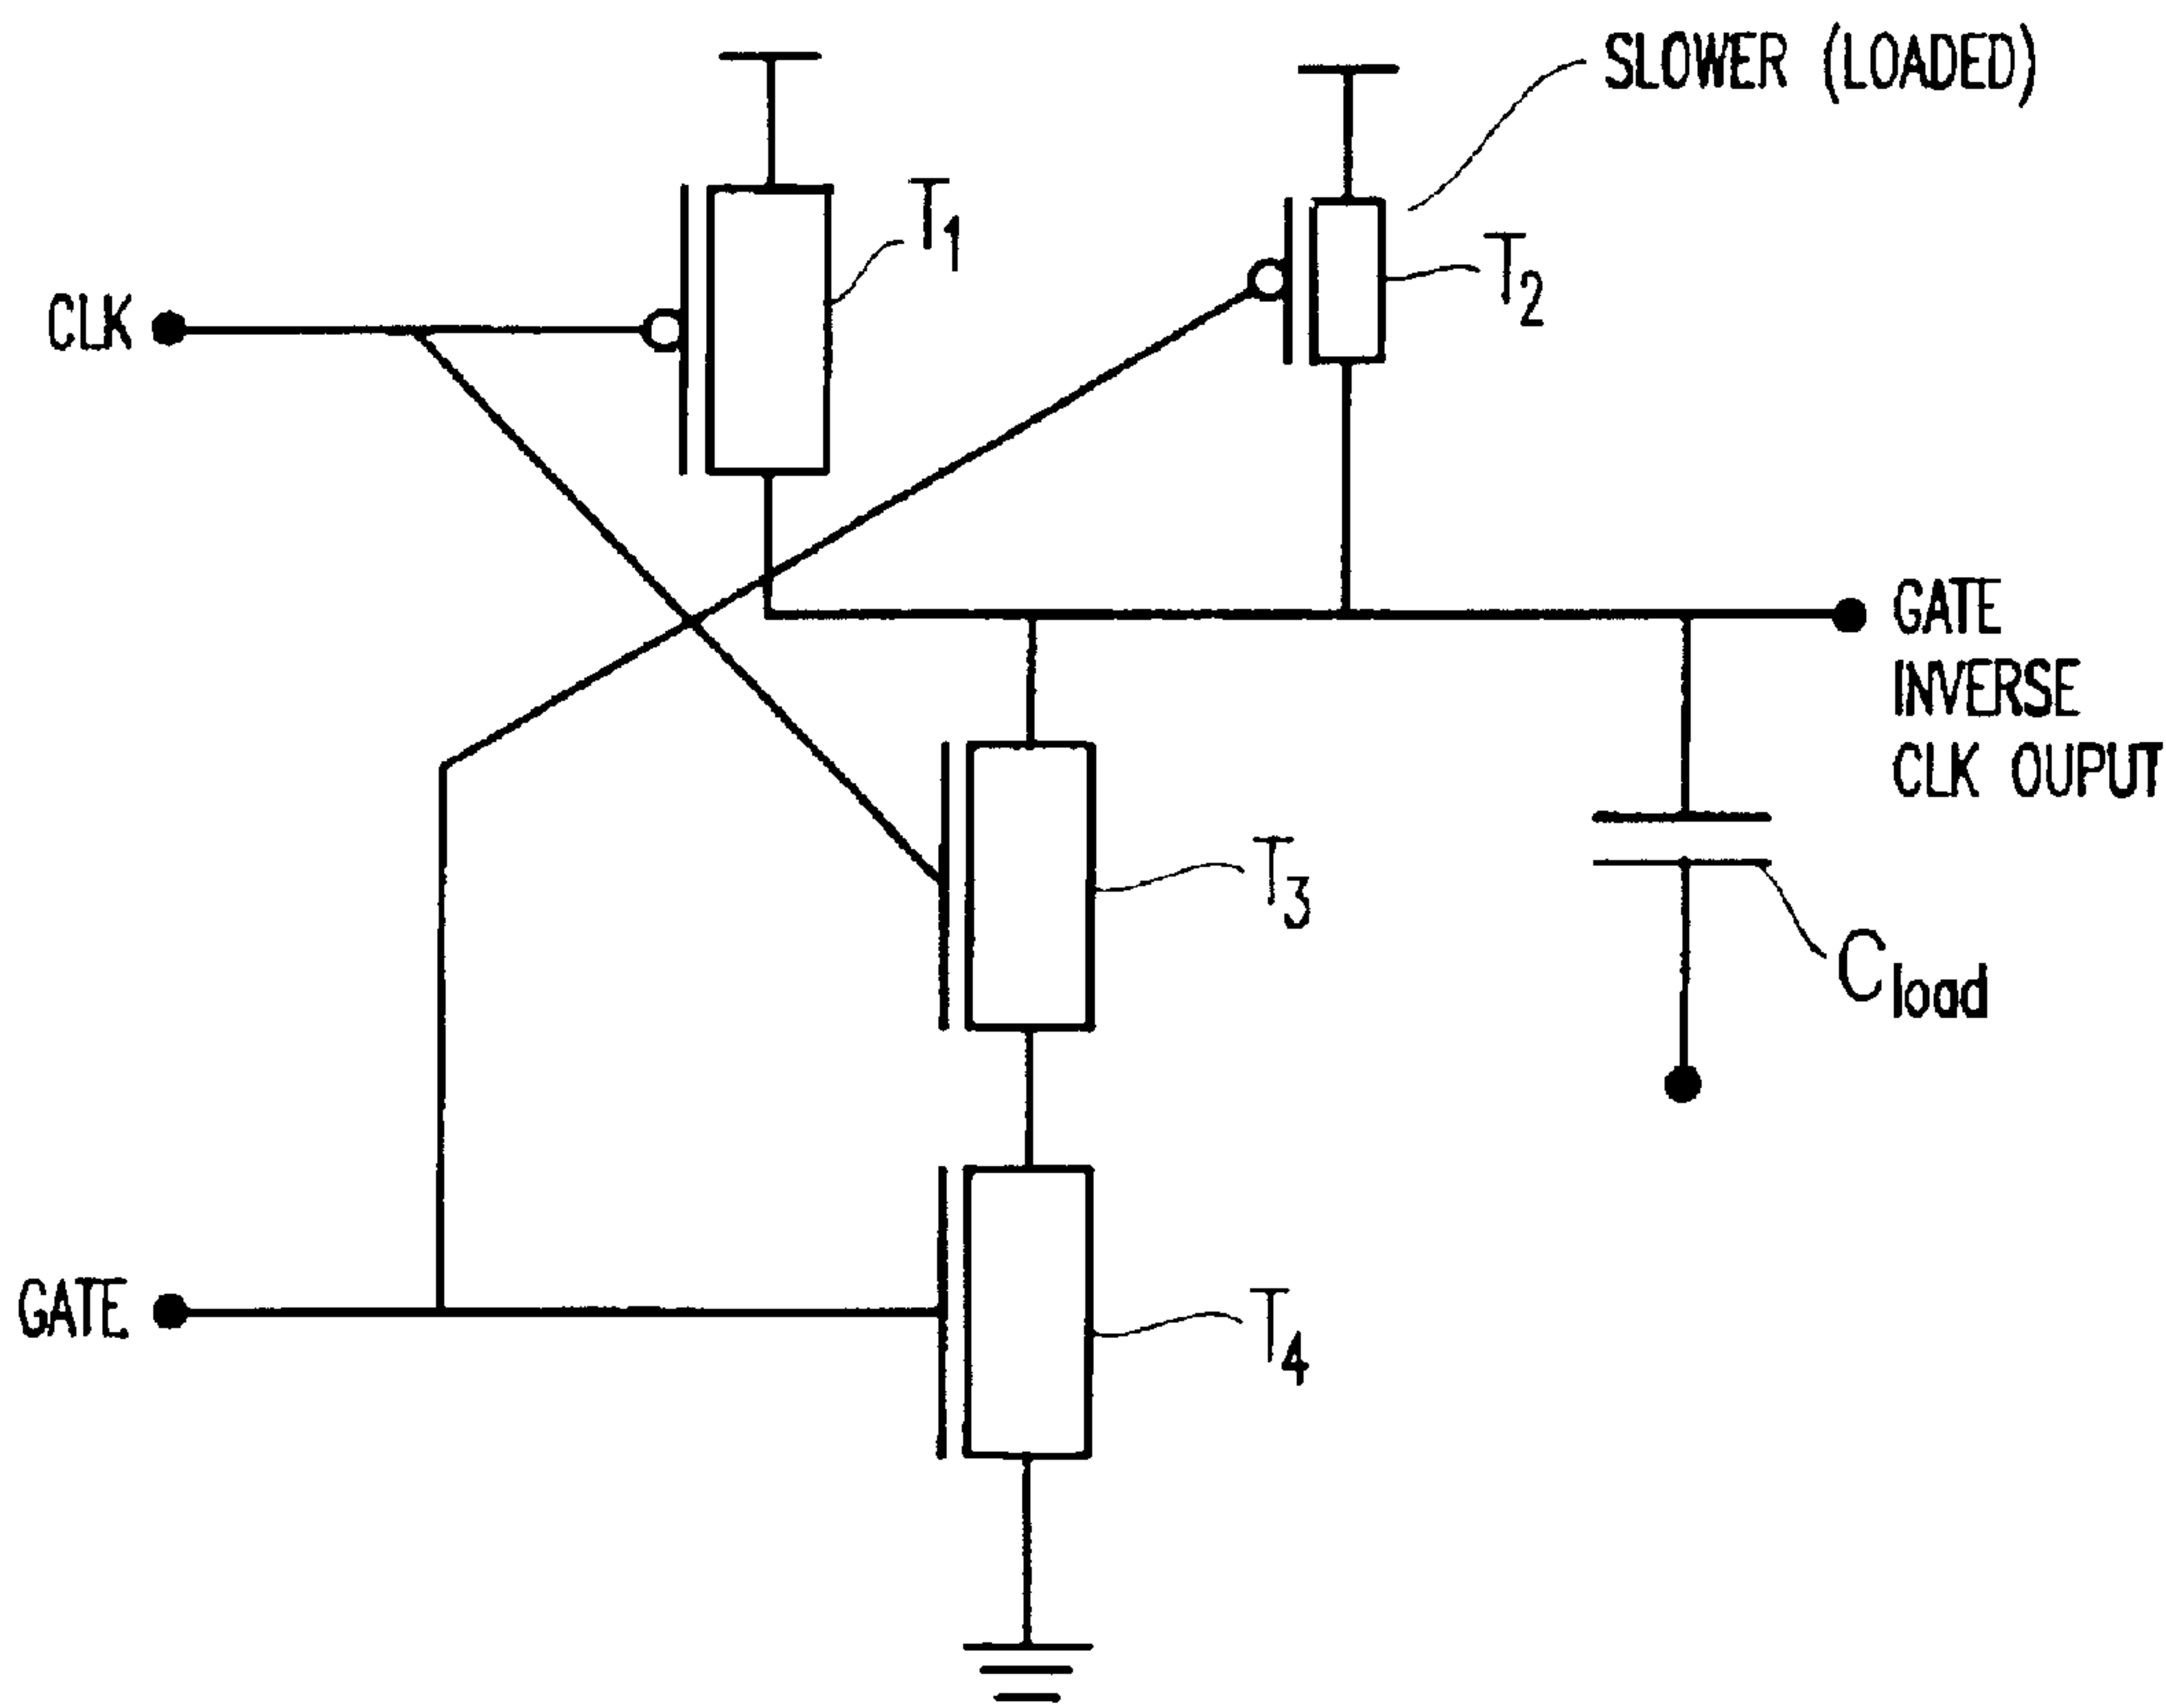 SLOWER (LOADED)
T1
T2
CLK
GATE
INVERSE
CLK OUPUT
T3
Cload
GATE
T4